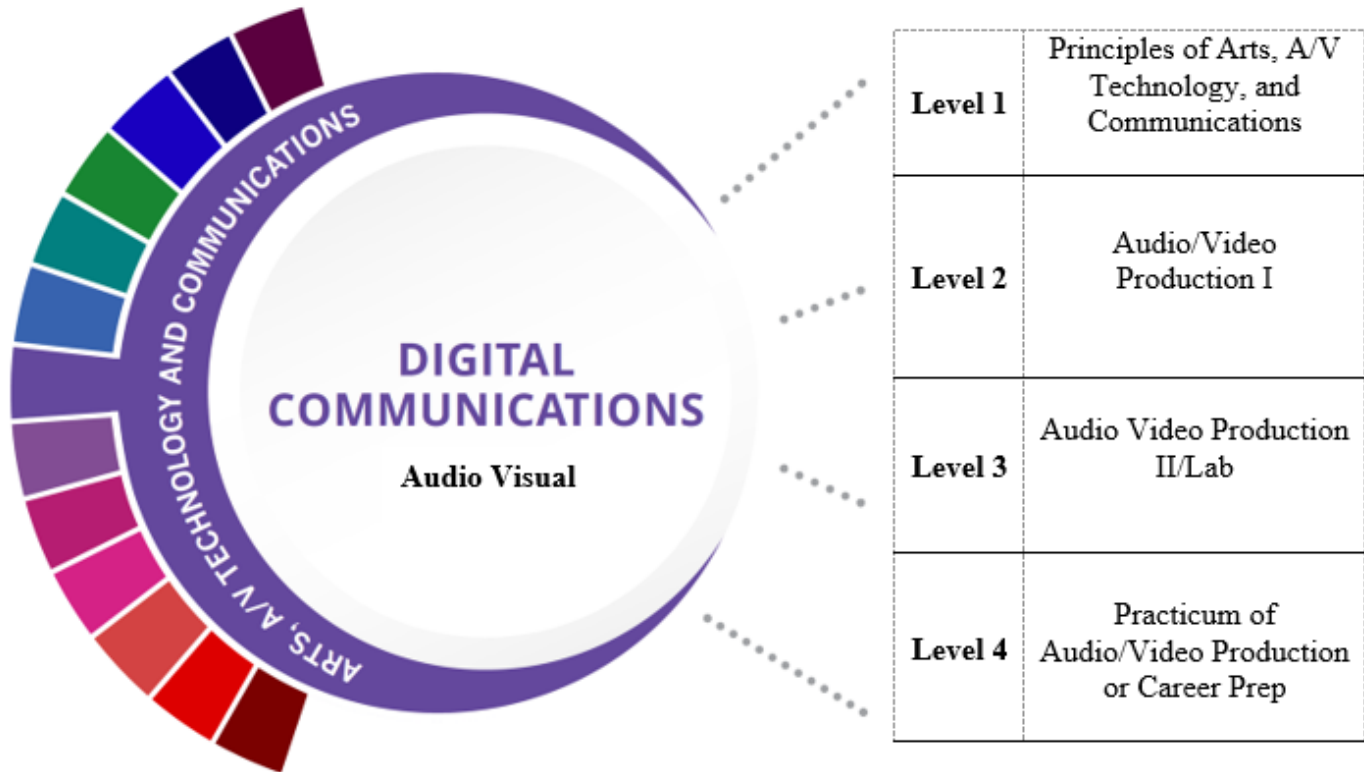 ARTS, A/V TECHNOLOGY AND COMMUNICATIONS
DIGITAL
COMMUNICATIONS
Audio Visual
Level 1
Principles of Arts, A/V
Technology, and
Communications
Level 2
Audio/Video
Production I
Level 3
Audio Video Production
II/Lab
Level 4
Practicum of
Audio/Video Production
or Career Prep